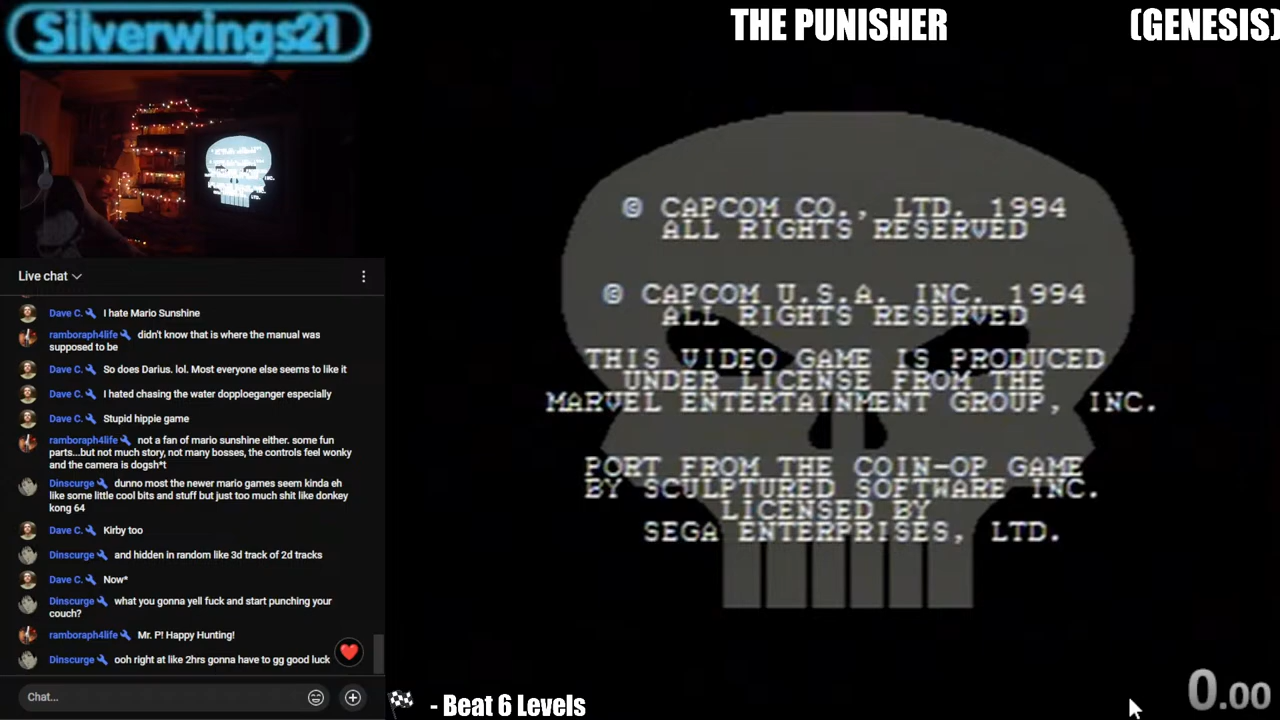 Silverwings21
THE PUNISHER
(GENESIS)
Live chat
Dave C. I hate Mario Sunshine
ramboraph4life didn't know that is where the manual was
supposed to be
Dave C. So does Darius. lol. Most everyone else seems to like it
Dave C. I hated chasing the water dopploeganger especially
Dave C. Stupid hippie game
ramboraph4life not a fan of mario sunshine either. some fun
parts...but not much story, not many bosses, the controls feel wonky
and the camera is dogsh*t
Dinscurge dunno most the newer mario games seem kinda eh
like some little cool bits and stuff but just too much shit like donkey
kong 64
Dave C. Kirby too
Dinscurge and hidden in random like 3d track of 2d tracks
Dave C. Now*
Dinscurge what you gonna yell fuck and start punching your
couch?
ramboraph4life Mr. P! Happy Hunting!
Dinscurge ooh right at like 2hrs gonna have to gg good luck
Chat...
© CAPCOM CO., LTD. 1994
ALL RIGHTS RESERVED
© CAPCOM U.S.A. INC. 1994
ALL RIGHTS RESERVED
THIS VIDEO GAME IS PRODUCED
UNDER LICENSE FROM THE
MARVEL ENTERTAINMENT GROUP, INC.
PORT FROM THE COIN-OP GAME
BY SCULPTURED SOFTWARE INC.
LICENSED BY
SEGA ENTERPRISES, LTD.
- Beat 6 Levels
0.00